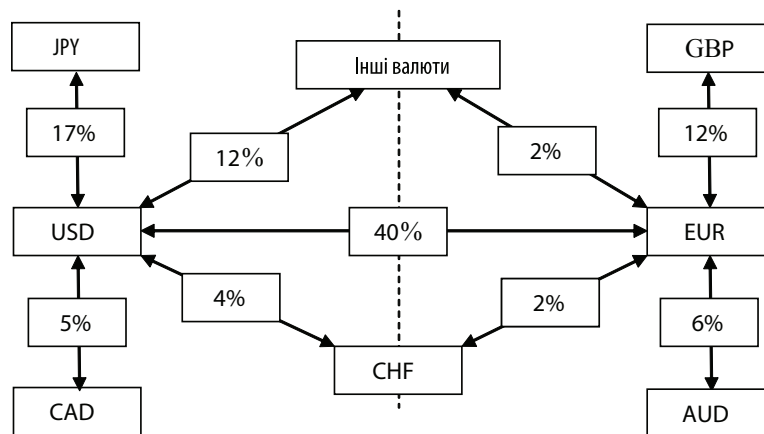 JPY
Інші валюти
GBP
17%
12%
2%
12%
USD
40%
EUR
5%
4%
2%
6%
CHF
CAD
AUD